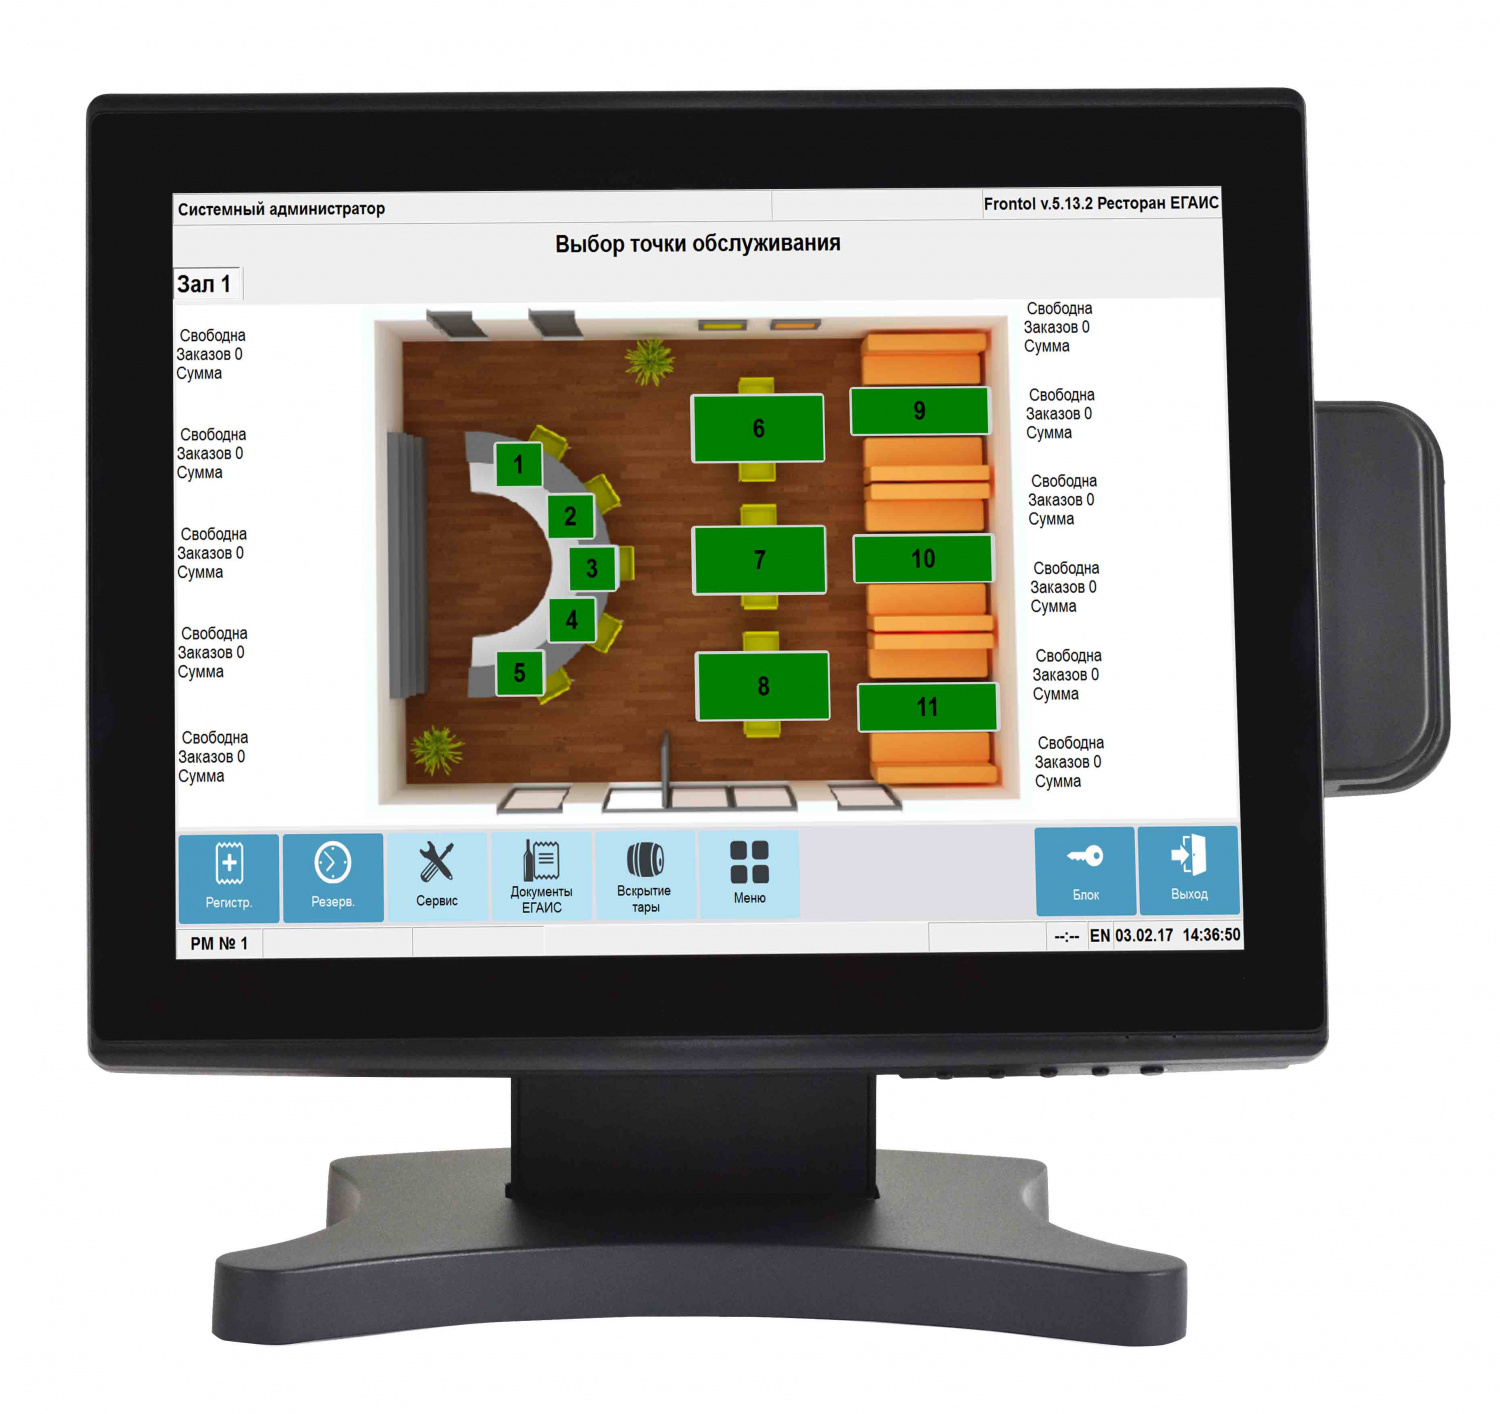 Системный администратор
Frontol v.5.13.2 Ресторан ЕГАИС
Выбор точки обслуживания
Зал 1
Свободна
Заказов 0
Сумма
Свободна
Заказов 0
Сумма
Свободна
Заказов 0
Сумма
Свободна
Заказов 0
Сумма
Свободна
Заказов 0
Сумма
1
2
3
4
5
6
7
8
9
10
11
Свободна
Заказов 0
Сумма
Свободна
Заказов 0
Сумма
Свободна
Заказов 0
Сумма
Свободна
Заказов 0
Сумма
Свободна
Заказов 0
Сумма
Свободна
Заказов 0
Сумма
Регистр.
Резерв.
Сервис
Документы
ЕГАИС
Вскрытие
тары
Меню
Блок
Выход
РМ № 1
--:-- EN 03.02.17 14:36:50